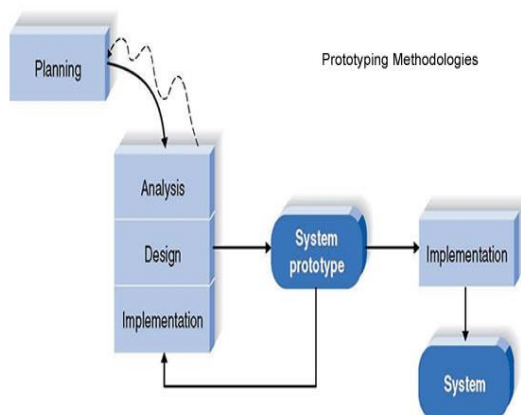 Prototyping Methodologies
Planning
Analysis
Design
Implementation
System
prototype
Implementation
System